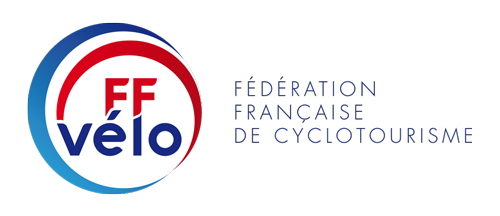 FF
vélo
FÉDÉRATION
FRANÇAISE
DE CYCLOTOURISME